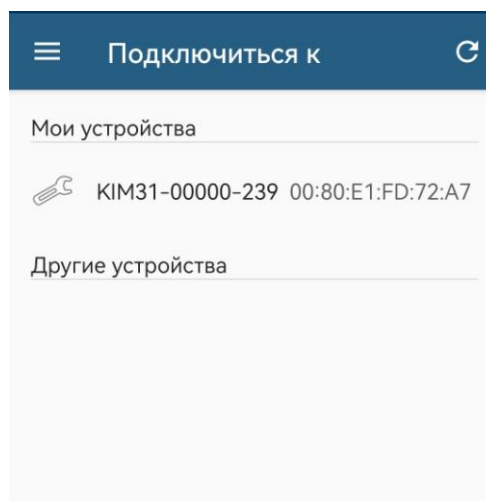 Подключиться к
Мои устройства
KIM31-00000-239 00:80:E1:FD:72:A7
Другие устройства